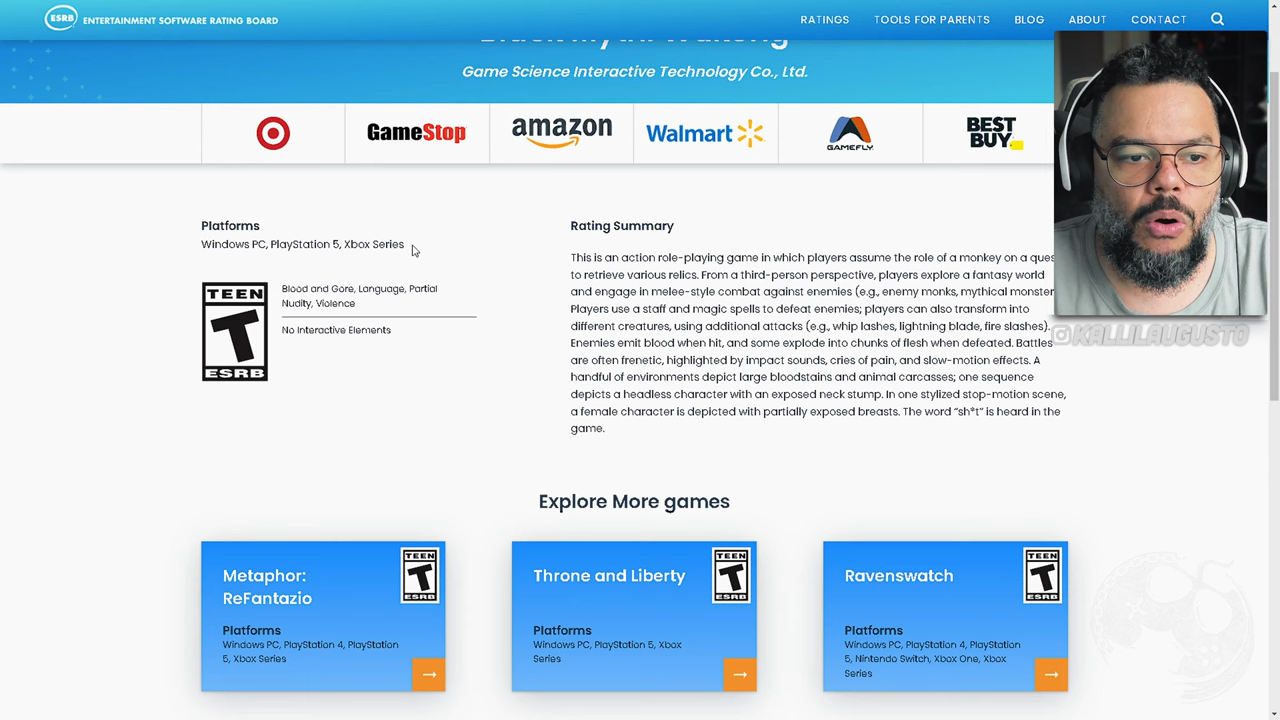 ESRB ENTERTAINMENT SOFTWARE RATING BOARD
RATINGS TOOLS FOR PARENTS BLOG ABOUT CONTACT
Black Myth: Wukong
Game Science Interactive Technology Co., Ltd.
GameStop amazon Walmart GAMEFLY BEST BUY
Platforms
Windows PC, PlayStation 5, Xbox Series
TEEN
T
ESRB
Blood and Gore, Language, Partial
Nudity, Violence
No Interactive Elements
Rating Summary
This is an action role-playing game in which players assume the role of a monkey on a ques
to retrieve various relics. From a third-person perspective, players explore a fantasy world
and engage in melee-style combat against enemies (e.g., enemy monks, mythical monster
Players use a staff and magic spells to defeat enemies; players can also transform into
different creatures, using additional attacks (e.g., whip lashes, lightning blade, fire slashes).
Enemies emit blood when hit, and some explode into chunks of flesh when defeated. Battles
are often frenetic, highlighted by impact sounds, cries of pain, and slow-motion effects. A
handful of environments depict large bloodstains and animal carcasses; one sequence
depicts a headless character with an exposed neck stump. In one stylized stop-motion scene,
a female character is depicted with partially exposed breasts. The word “sh*t” is heard in the
game.
KALLILAUGUSTO
Explore More games
Metaphor:
ReFantazio
TEEN
T
ESRB
Platforms
Windows PC, PlayStation 4, PlayStation
5, Xbox Series
Throne and Liberty
TEEN
T
ESRB
Platforms
Windows PC, PlayStation 5, Xbox
Series
Ravenswatch
TEEN
T
ESRB
Platforms
Windows PC, PlayStation 4, PlayStation
5, Nintendo Switch, Xbox One, Xbox
Series